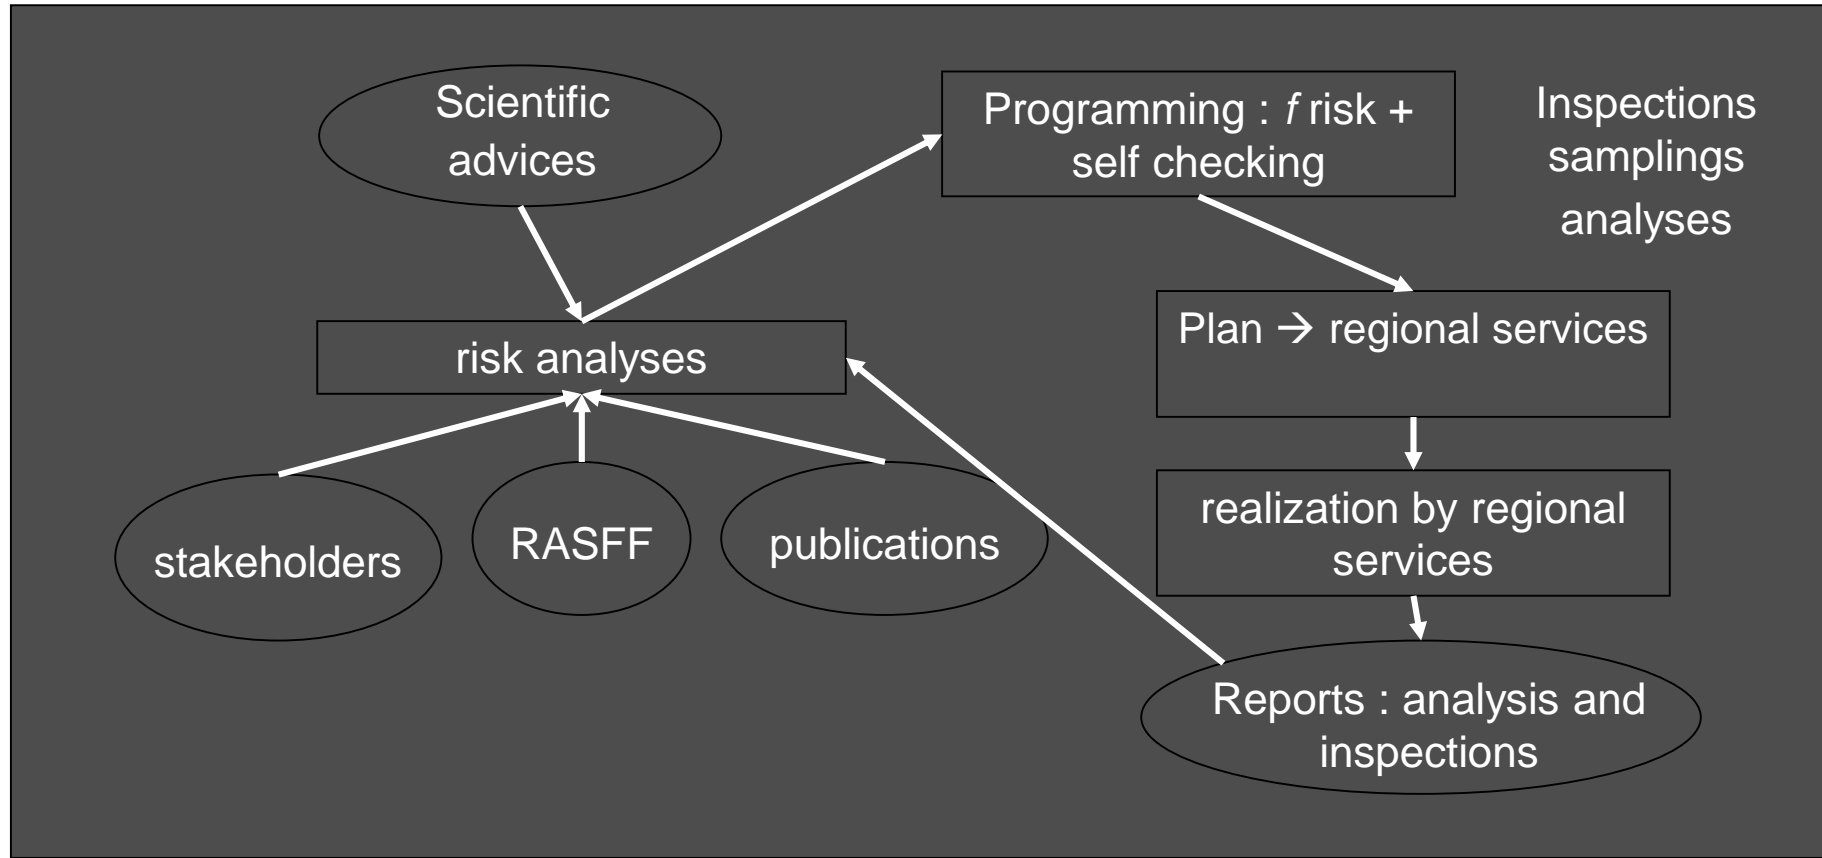 Scientific
advices
Programming : f risk +
self checking
Inspections
samplings
analyses
risk analyses
Plan → regional services
stakeholders
RASFF
publications
realization by regional
services
Reports : analysis and
inspections